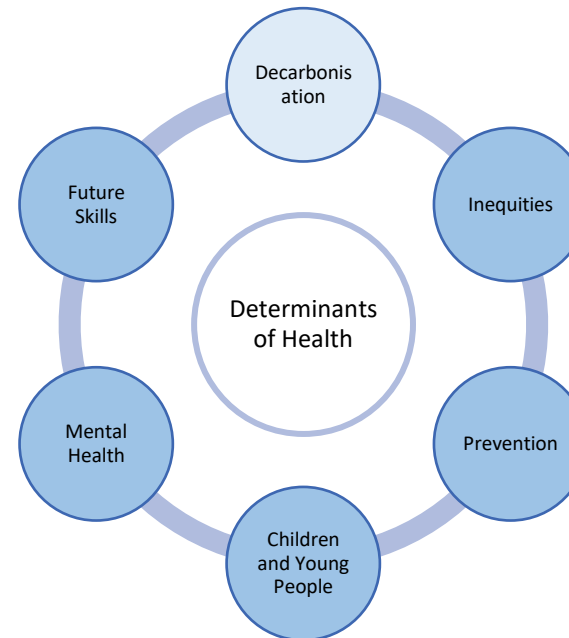 Decarbonis
ation
Inequities
Prevention
Children
and Young
People
Mental
Health
Future
Skills
Determinants
of Health